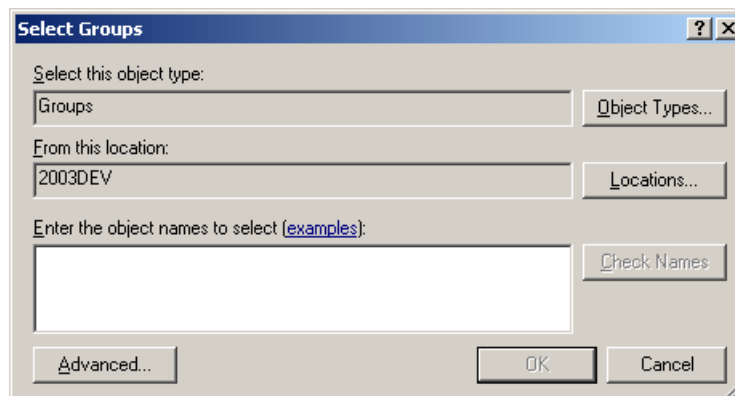 Select Groups
Select this object type:
Groups
Object Types...
From this location:
2003DEV
Locations...
Enter the object names to select (examples):
Check Names
Advanced...
OK
Cancel